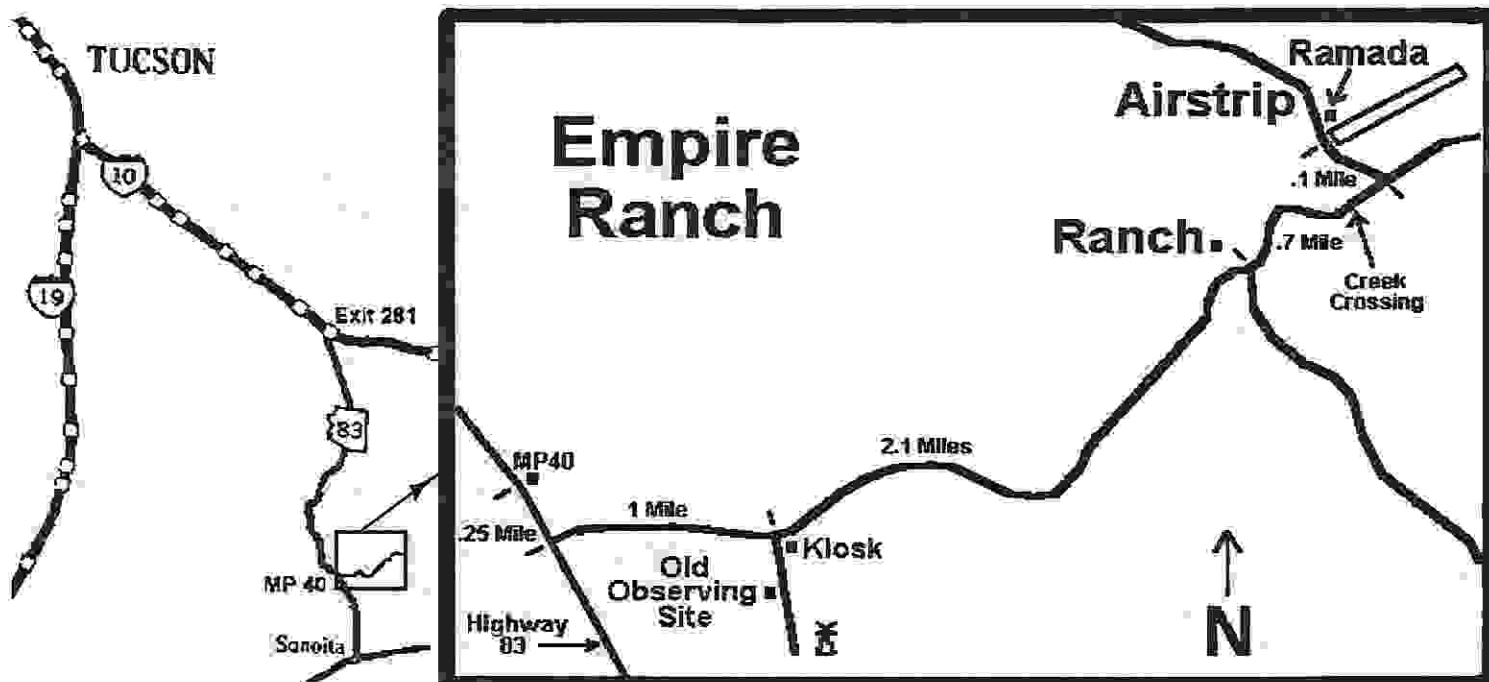 TUCSON
10
19
Exit 281
83
MP 40
Sonoita
Empire
Ranch
Ramada
Airstrip
.1 Mile
Ranch
.7 Mile
Creek
Crossing
2.1 Miles
MP40
1 Mile
.25 Mile
Kiosk
Old
Observing
Site
Highway
83
N